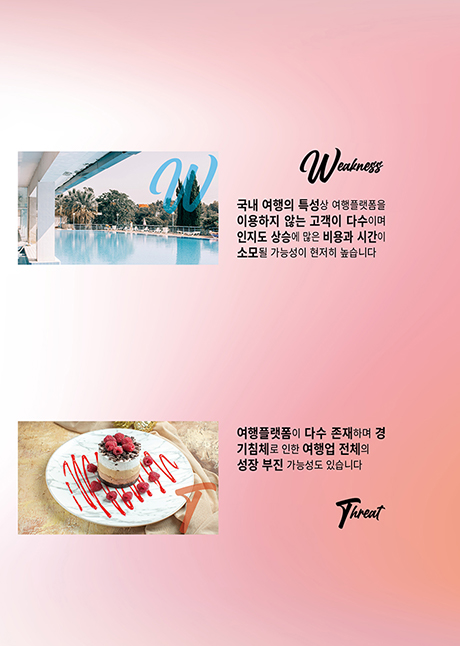 W
Weakness
국내 여행의 특성상 여행플랫폼을
이용하지 않는 고객이 다수이며
인지도 상승에 많은 비용과 시간이
소모될 가능성이 현저히 높습니다
여행플랫폼이 다수 존재하며 경
기침체로 인한 여행업 전체의
성장 부진 가능성도 있습니다
T
Threat